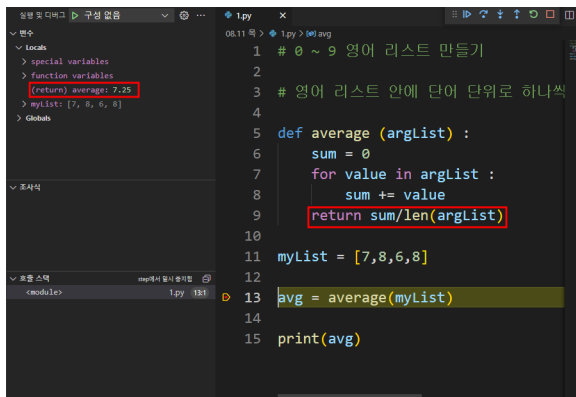 실행 및 디버그 구성 없음 ...
변수
Locals
special variables
function variables
(return) average: 7.25
myList: [7, 8, 6, 8]
Globals
조사식
호출 스택 step에서 일시 중지함
<module> 1.py 13:1
1.py
08.11 목 > 1.py > avg
1 # 0 ~ 9 영어 리스트 만들기
2
3 # 영어 리스트 안에 단어 단위로 하나씩
4
5 def average (argList) :
6 sum = 0
7 for value in argList :
8 sum += value
9 return sum/len(argList)
10
11 myList = [7,8,6,8]
12
13 avg = average(myList)
14
15 print(avg)